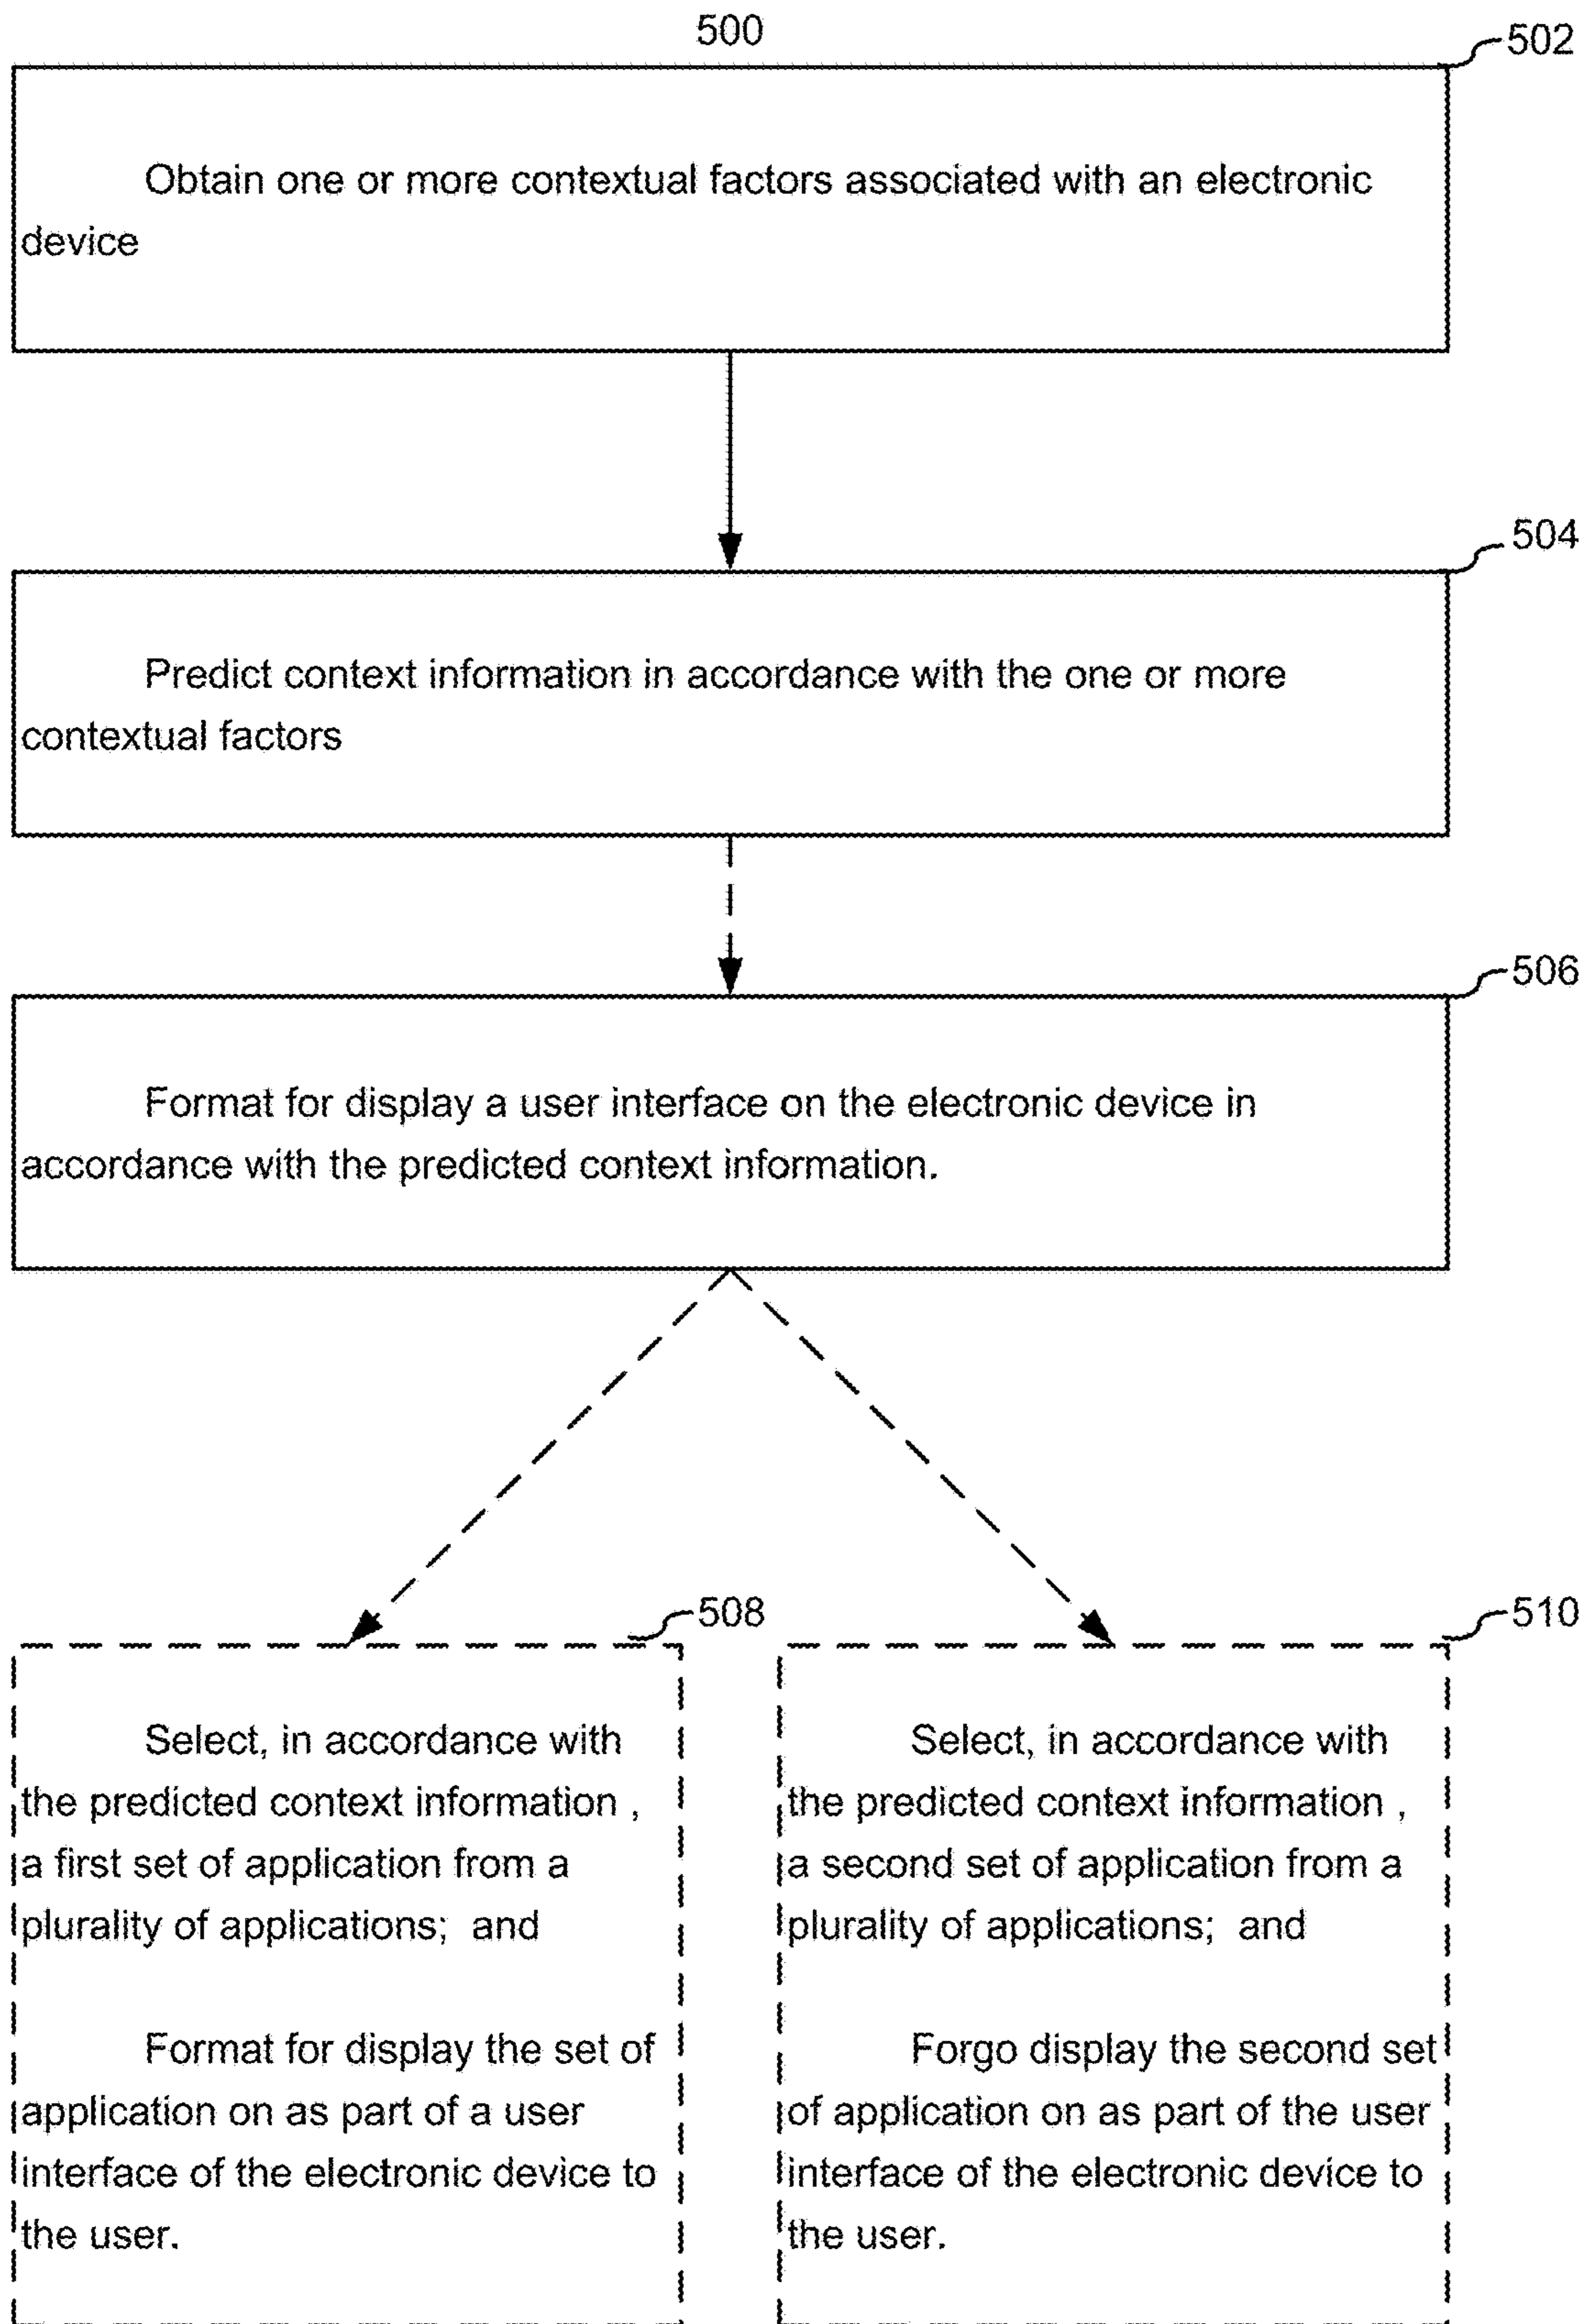 500
502
Obtain one or more contextual factors associated with an electronic
device
504
Predict context information in accordance with the one or more
contextual factors
506
Format for display a user interface on the electronic device in
accordance with the predicted context information.
508
Select, in accordance with
the predicted context information ,
a first set of application from a
plurality of applications; and
Format for display the set of
application on as part of a user
interface of the electronic device to
the user.
510
Select, in accordance with
the predicted context information ,
a second set of application from a
plurality of applications; and
Forgo display the second set
of application on as part of the user
interface of the electronic device to
the user.